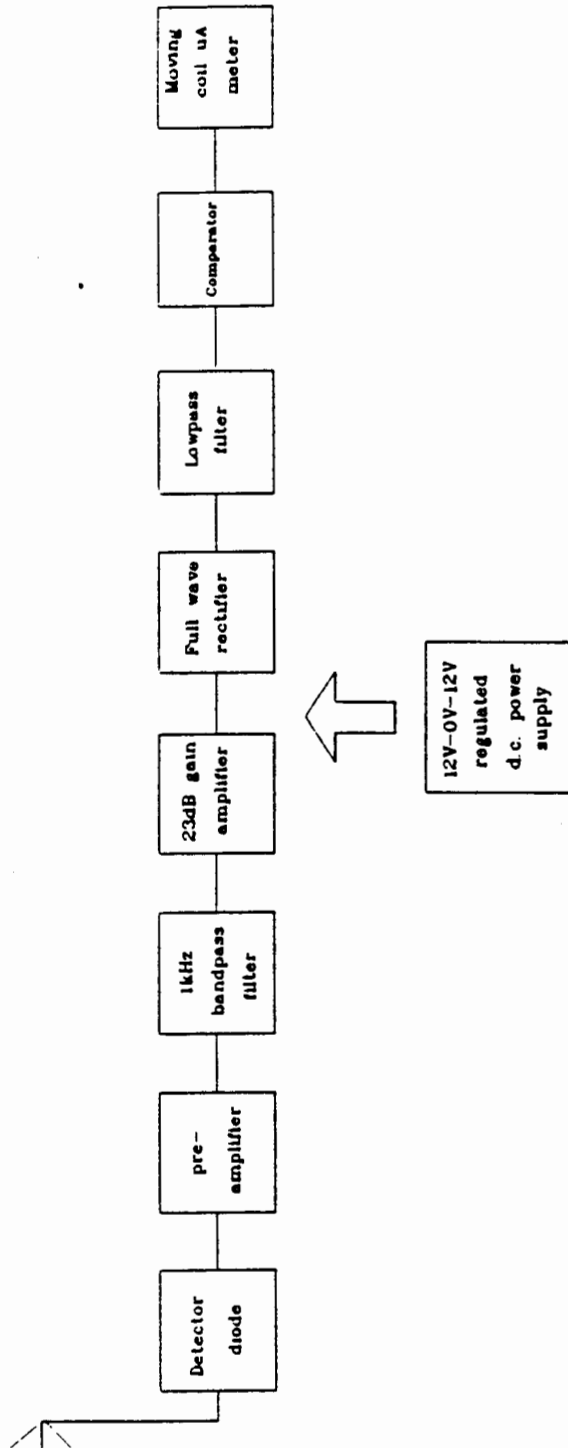 Detector
diode
pre-
amplifier
1kHz
bandpass
filter
23dB gain
amplifier
Full wave
rectifier
Lowpass
filter
Comparator
Moving
coil uA
meter
12V-0V-12V
regulated
d.c. power
supply